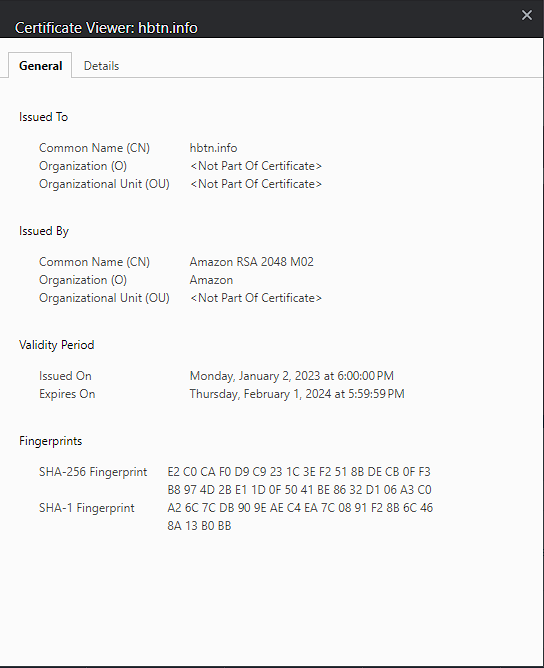 Certificate Viewer: hbtn.info
General Details
Issued To
Common Name (CN) hbtn.info
Organization (O) <Not Part Of Certificate>
Organizational Unit (OU) <Not Part Of Certificate>
Issued By
Common Name (CN) Amazon RSA 2048 M02
Organization (O) Amazon
Organizational Unit (OU) <Not Part Of Certificate>
Validity Period
Issued On Monday, January 2, 2023 at 6:00:00 PM
Expires On Thursday, February 1, 2024 at 5:59:59 PM
Fingerprints
SHA-256 Fingerprint E2 C0 CA F0 D9 C9 23 1C 3E F2 51 8B DE CB 0F F3
B8 97 4D 2B E1 1D 0F 50 41 BE 86 32 D1 06 A3 C0
SHA-1 Fingerprint A2 6C 7C DB 90 9E AE C4 EA 7C 08 91 F2 8B 6C 46
8A 13 B0 BB